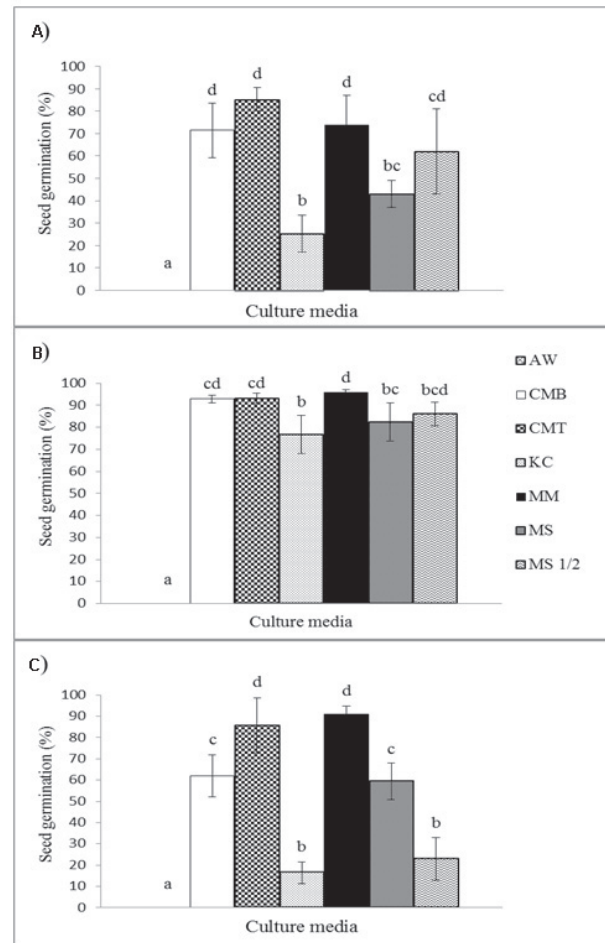 A)
Seed germination (%)
100
90
80
70
60
50
40
30
20
10
0
a
d
d
b
d
bc
cd
Culture media
B)
Seed germination (%)
100
90
80
70
60
50
40
30
20
10
0
a
cd
cd
b
d
bc
bcd
Culture media
AW
CMB
CMT
KC
MM
MS
MS 1/2
C)
Seed germination (%)
100
90
80
70
60
50
40
30
20
10
0
a
c
d
b
d
c
b
Culture media